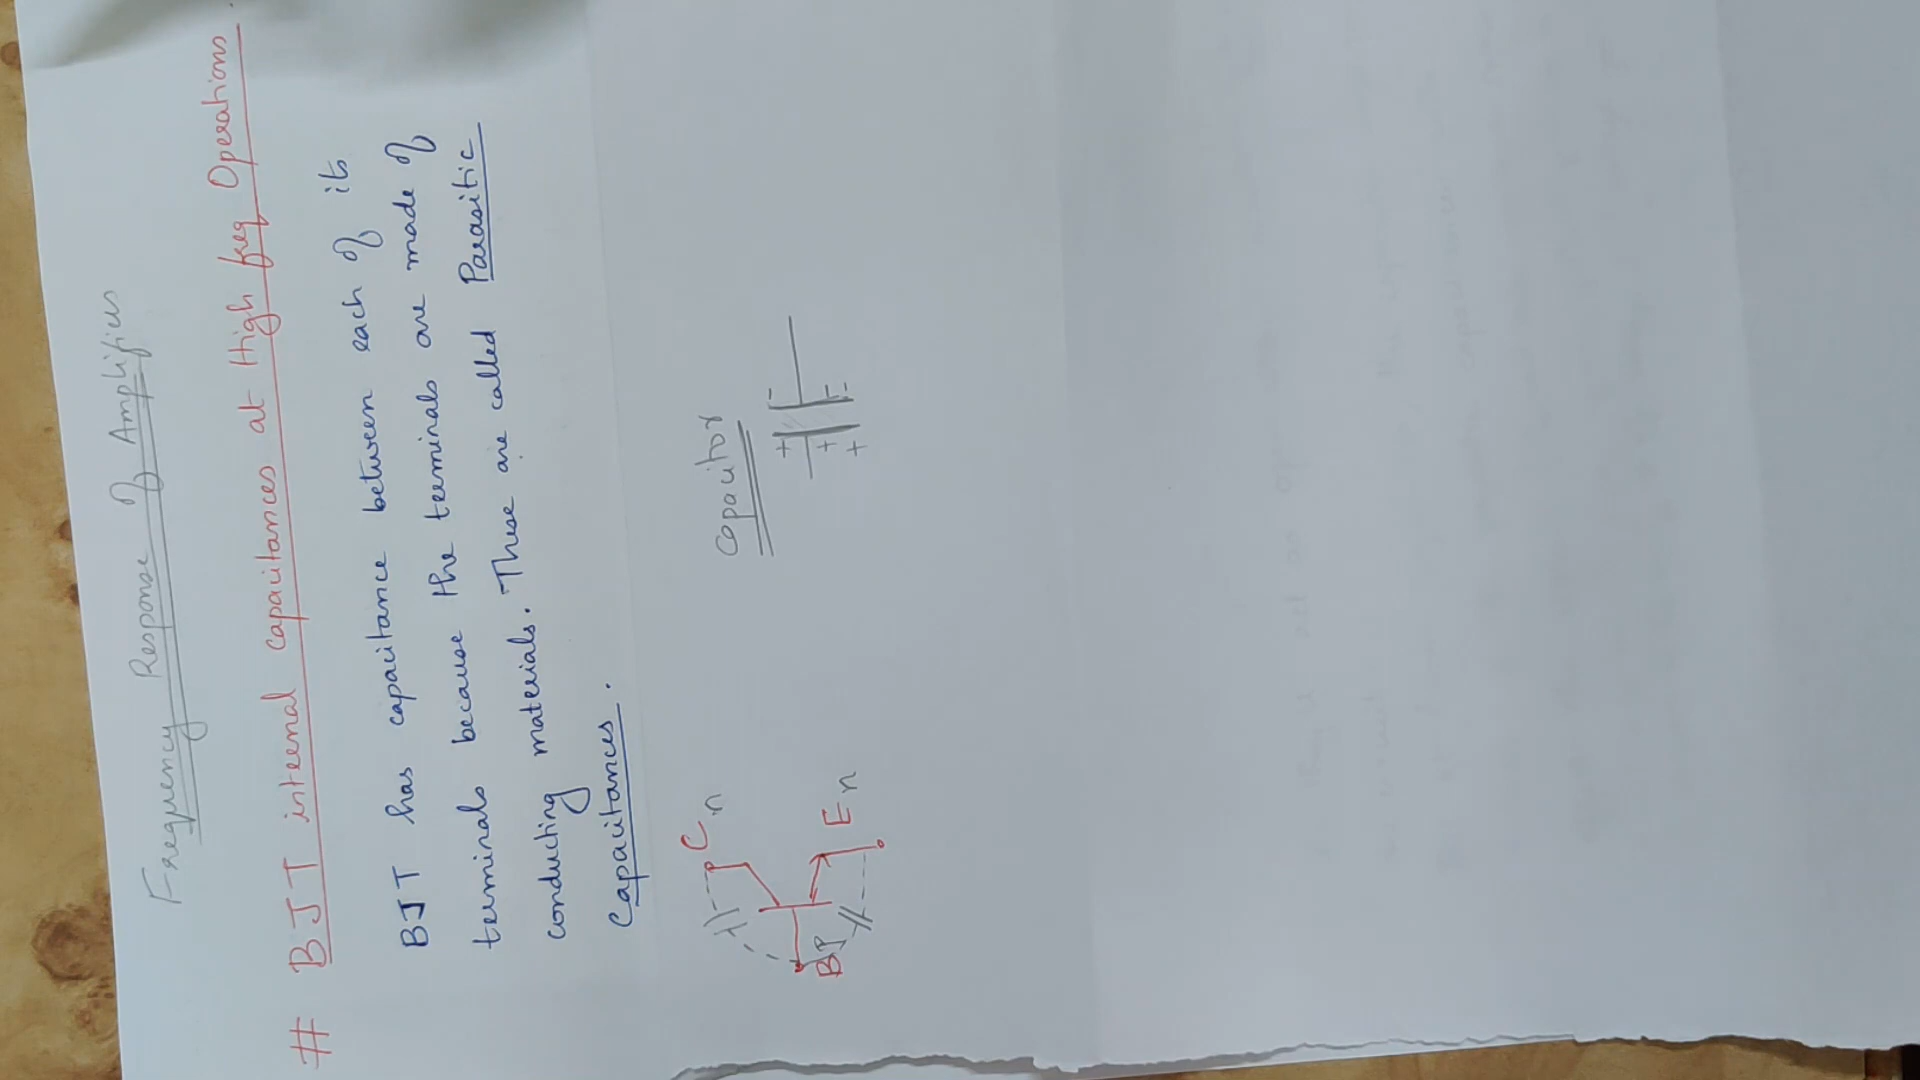 Frequency Response of Amplifiers
# BJT internal capacitances at High freq Operations.
BJT has capacitance between each of its
terminals because the terminals are made of
conducting materials. These are called Parasitic
Capacitances.
Capacitor
C n
B P
E n
+ -
+ -
+ -